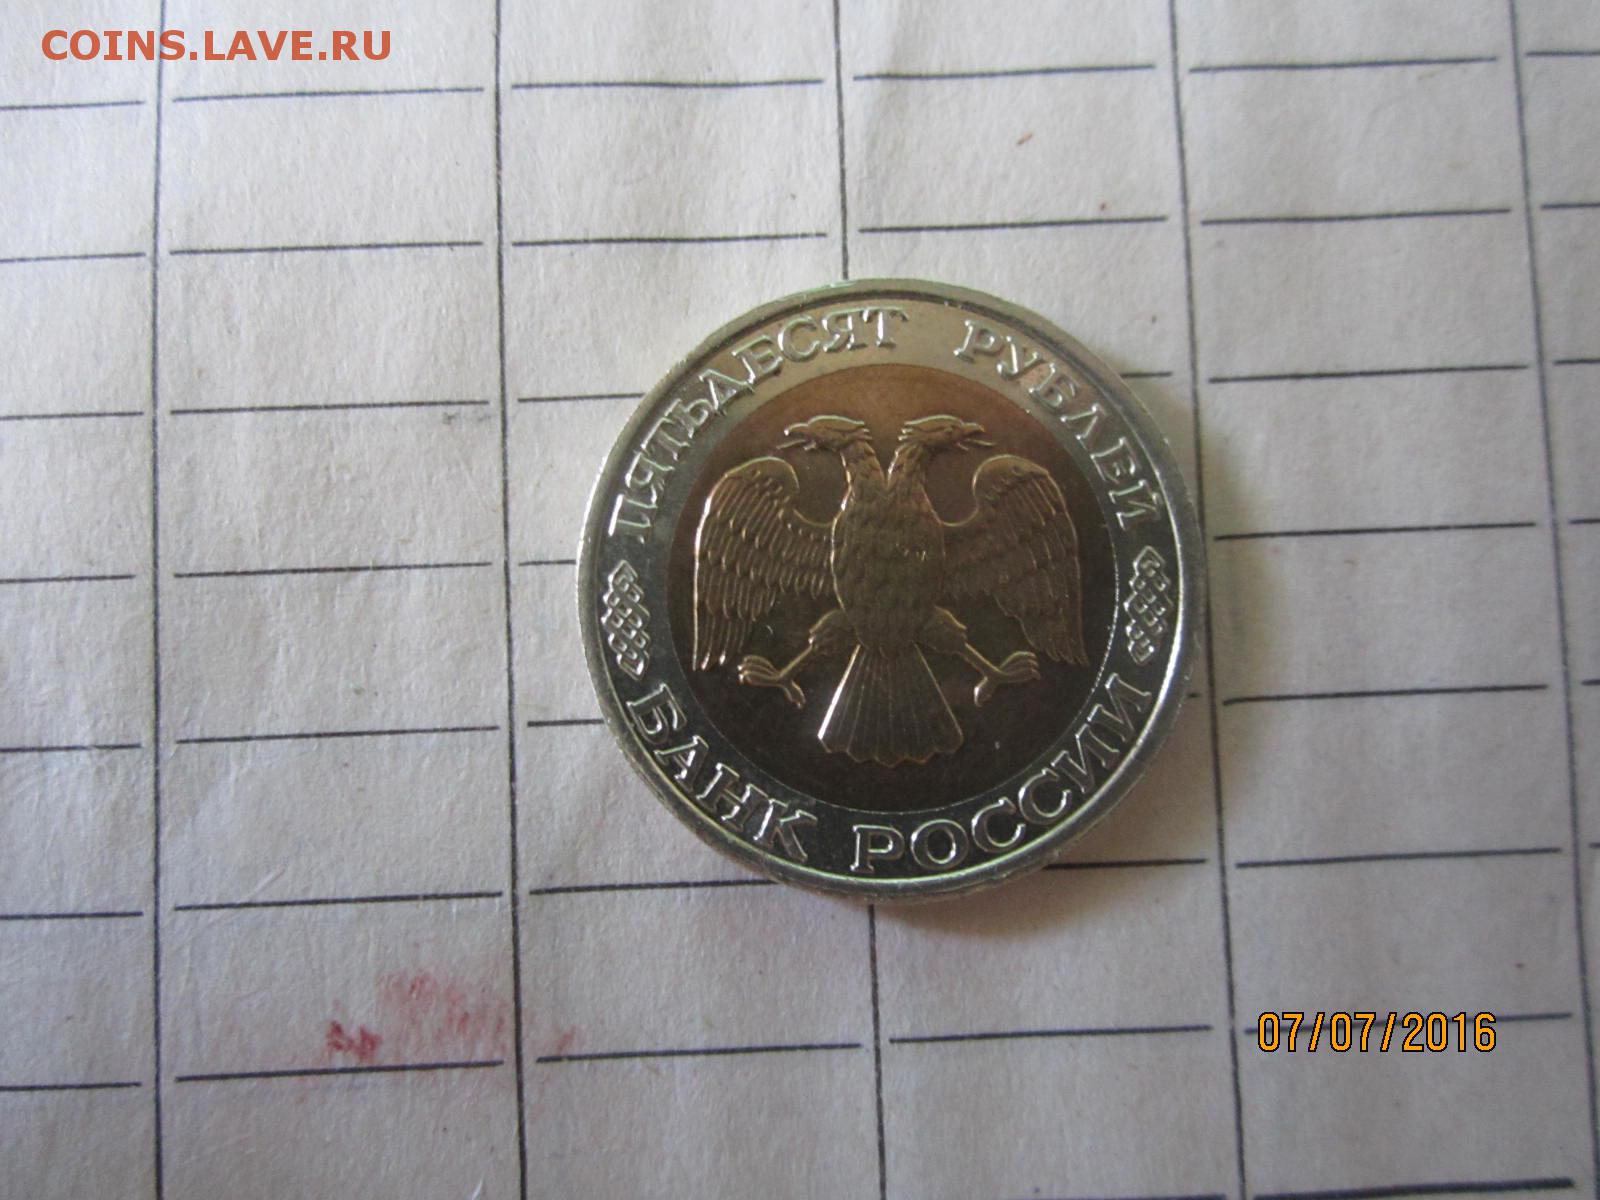 COINS.LAVE.RU
ПЯТЬДЕСЯТ РУБЛЕЙ
БАНК РОССИИ
07/07/2016